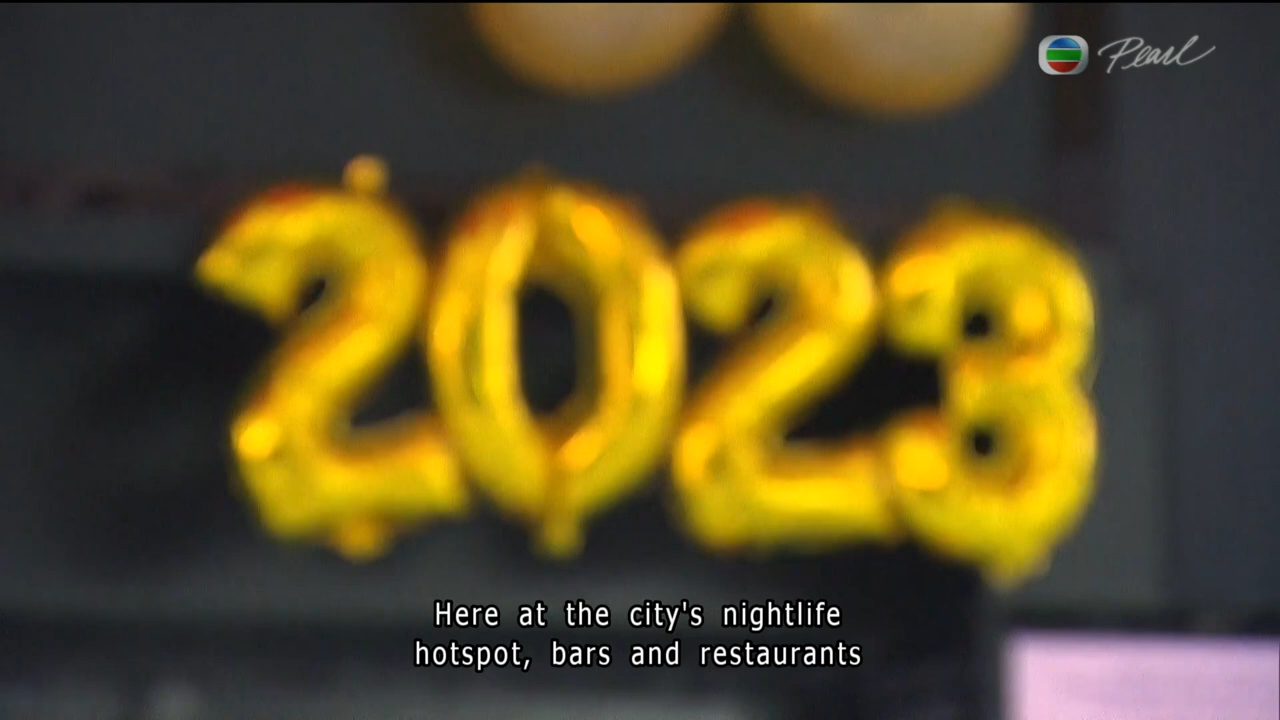 Pearl
2023
Here at the city's nightlife
hotspot, bars and restaurants